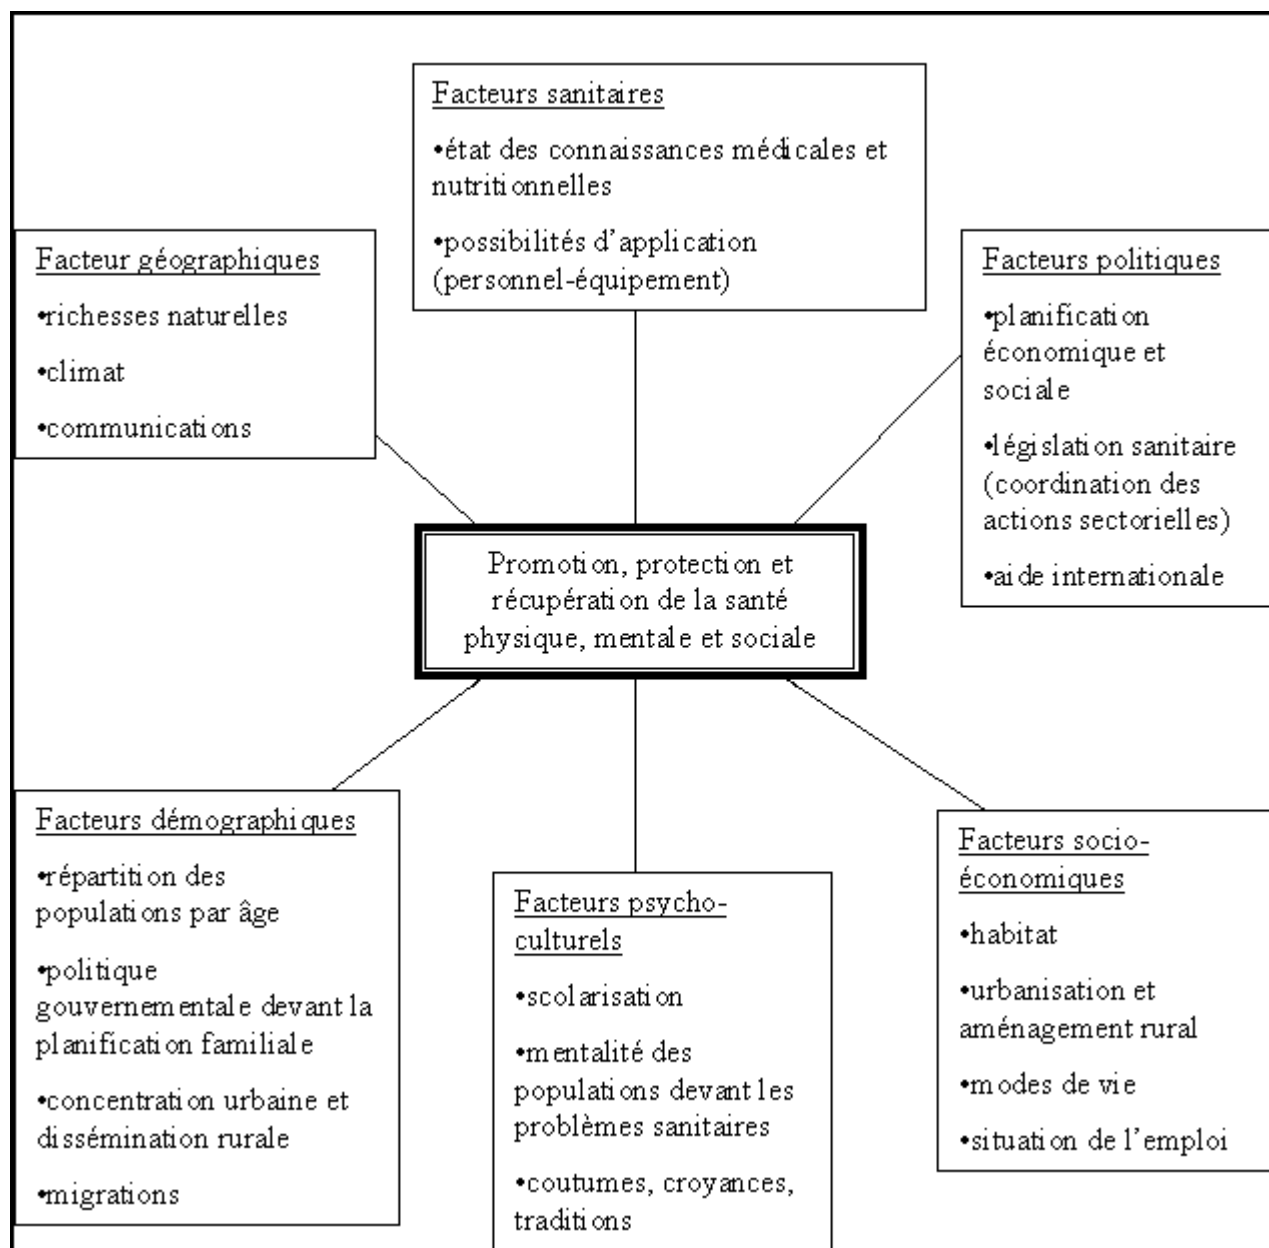 Facteurs sanitaires
•état des connaissances médicales et
nutritionnelles
•possibilités d'application
(personnel-équipement)
Facteur géographiques
•richesses naturelles
•climat
•communications
Facteurs politiques
•planification
économique et
sociale
•législation sanitaire
(coordination des
actions sectorielles)
•aide internationale
Promotion, protection et
récupération de la santé
physique, mentale et sociale
Facteurs démographiques
•répartition des
populations par âge
•politique
gouvernementale devant la
planification familiale
•concentration urbaine et
dissémination rurale
•migrations
Facteurs psycho-
culturels
•scolarisation
•mentalité des
populations devant les
problèmes sanitaires
•coutumes, croyances,
traditions
Facteurs socio-
économiques
•habitat
•urbanisation et
aménagement rural
•modes de vie
•situation de l'emploi